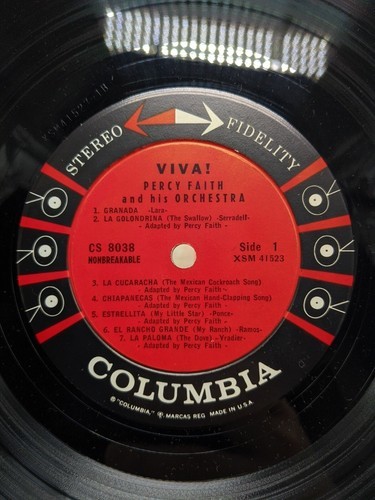 XSM41523-1B
STEREO FIDELITY
VIVA!
PERCY FAITH
and his ORCHESTRA
1. GRANADA -Lara-
2. LA GOLONDRINA (The Swallow) -Serradell-
- Adapted by Percy Faith -
CS 8038 Side 1
NONBREAKABLE XSM 41523
3. LA CUCARACHA (The Mexican Cockroach Song)
- Adapted by Percy Faith -
4. CHIAPANECAS (The Mexican Hand-Clapping Song)
- Adapted by Percy Faith -
5. ESTRELLITA (My Little Star) -Ponce-
- Adapted by Percy Faith -
6. EL RANCHO GRANDE (My Ranch) -Ramos-
7. LA PALOMA (The Dove) -Yradier-
- Adapted by Percy Faith -
COLUMBIA
® "COLUMBIA," MARCAS REG. MADE IN U.S.A.